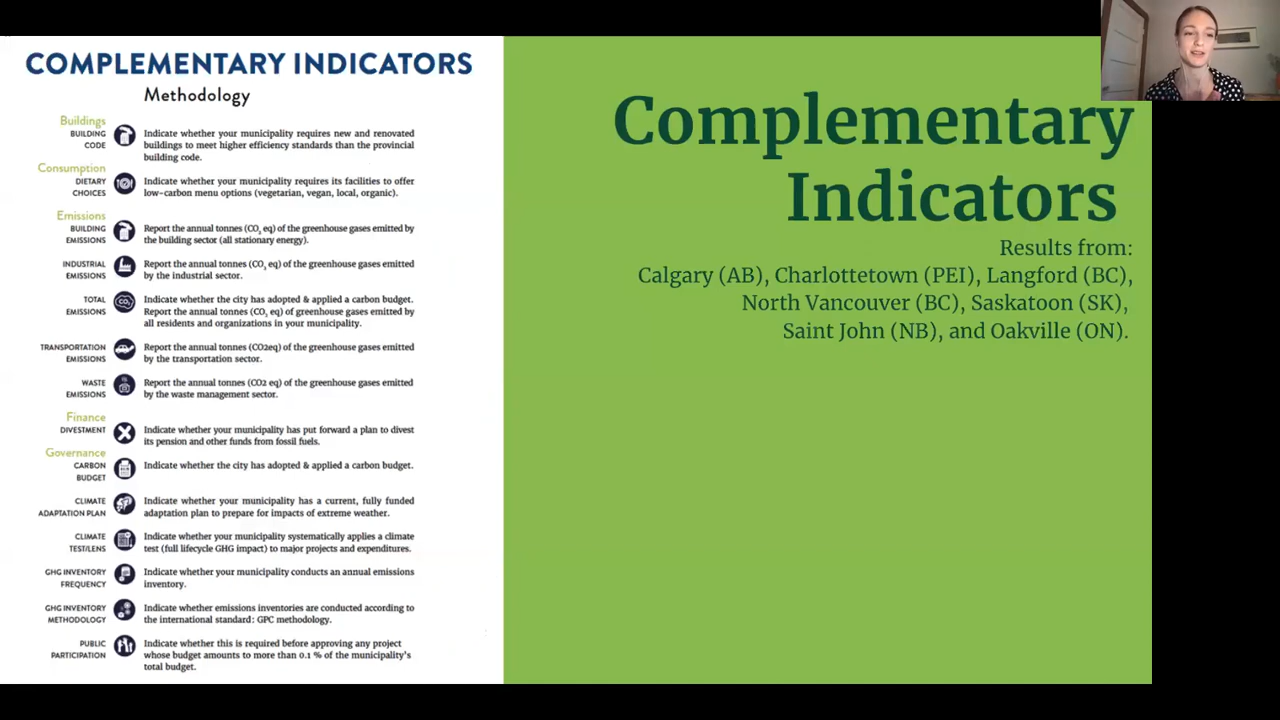 COMPLEMENTARY INDICATORS
Methodology
Buildings
BUILDING
CODE
Indicate whether your municipality requires new and renovated
buildings to meet higher efficiency standards than the provincial
building code.
Consumption
DIETARY
CHOICES
Indicate whether your municipality requires its facilities to offer
low-carbon menu options (vegetarian, vegan, local, organic).
Emissions
BUILDING
EMISSIONS
Report the annual tonnes (CO2 eq) of the greenhouse gases emitted by
the building sector (all stationary energy).
INDUSTRIAL
EMISSIONS
Report the annual tonnes (CO2 eq) of the greenhouse gases emitted
by the industrial sector.
TOTAL
EMISSIONS
Indicate whether the city has adopted & applied a carbon budget.
Report the annual tonnes (CO2 eq) of greenhouse gases emitted by
all residents and organizations in your municipality.
TRANSPORTATION
EMISSIONS
Report the annual tonnes (CO2eq) of the greenhouse gases emitted
by the transportation sector.
WASTE
EMISSIONS
Report the annual tonnes (CO2 eq) of the greenhouse gases emitted
by the waste management sector.
Finance
DIVESTMENT
Indicate whether your municipality has put forward a plan to divest
its pension and other funds from fossil fuels.
Governance
CARBON
BUDGET
Indicate whether the city has adopted & applied a carbon budget.
CLIMATE
ADAPTATION PLAN
Indicate whether your municipality has a current, fully funded
adaptation plan to prepare for impacts of extreme weather.
CLIMATE
TEST/LENS
Indicate whether your municipality systematically applies a climate
test (full lifecycle GHG impact) to major projects and expenditures.
GHG INVENTORY
FREQUENCY
Indicate whether your municipality conducts an annual emissions
inventory.
GHG INVENTORY
METHODOLOGY
Indicate whether emissions inventories are conducted according to
the international standard: GPC methodology.
PUBLIC
PARTICIPATION
Indicate whether this is required before approving any project
whose budget amounts to more than 0.1 % of the municipality's
total budget.
Complementary
Indicators
Results from:
Calgary (AB), Charlottetown (PEI), Langford (BC),
North Vancouver (BC), Saskatoon (SK),
Saint John (NB), and Oakville (ON).